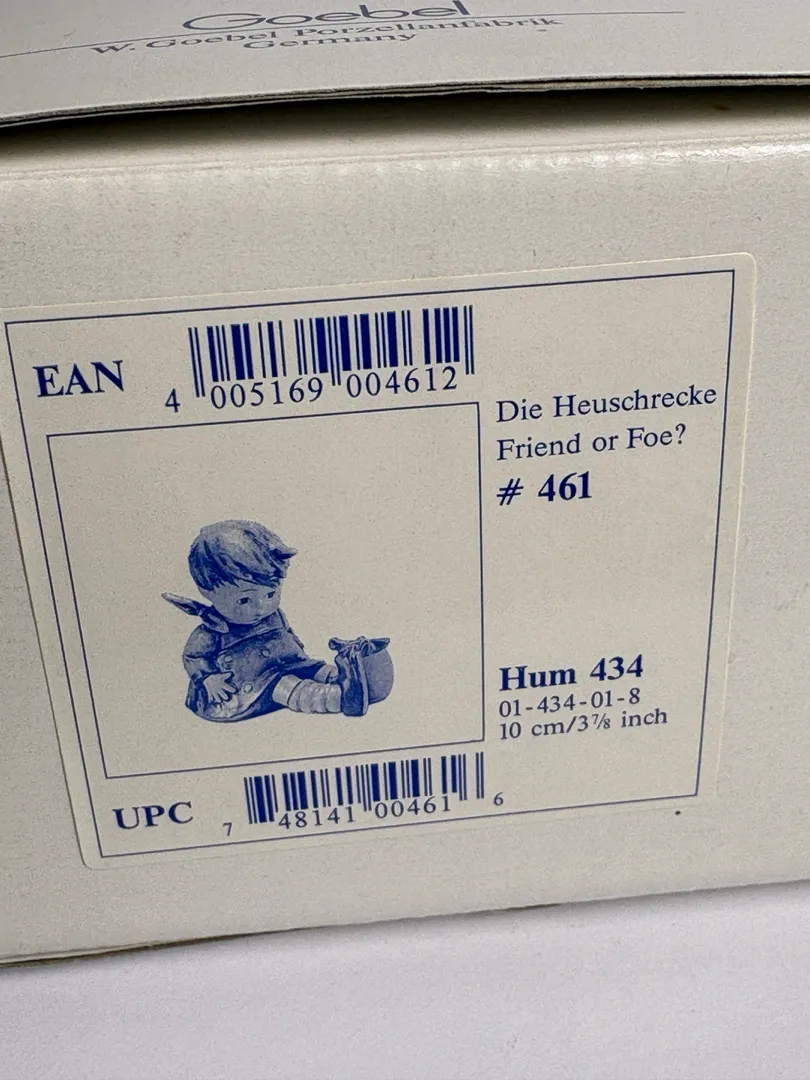 Goebel
W. Goebel Porzellanfabrik
Germany
EAN
4 005169 004612
Die Heuschrecke
Friend or Foe?
# 461
Hum 434
01-434-01-8
10 cm/3⅞ inch
UPC
7 48141 00461 6